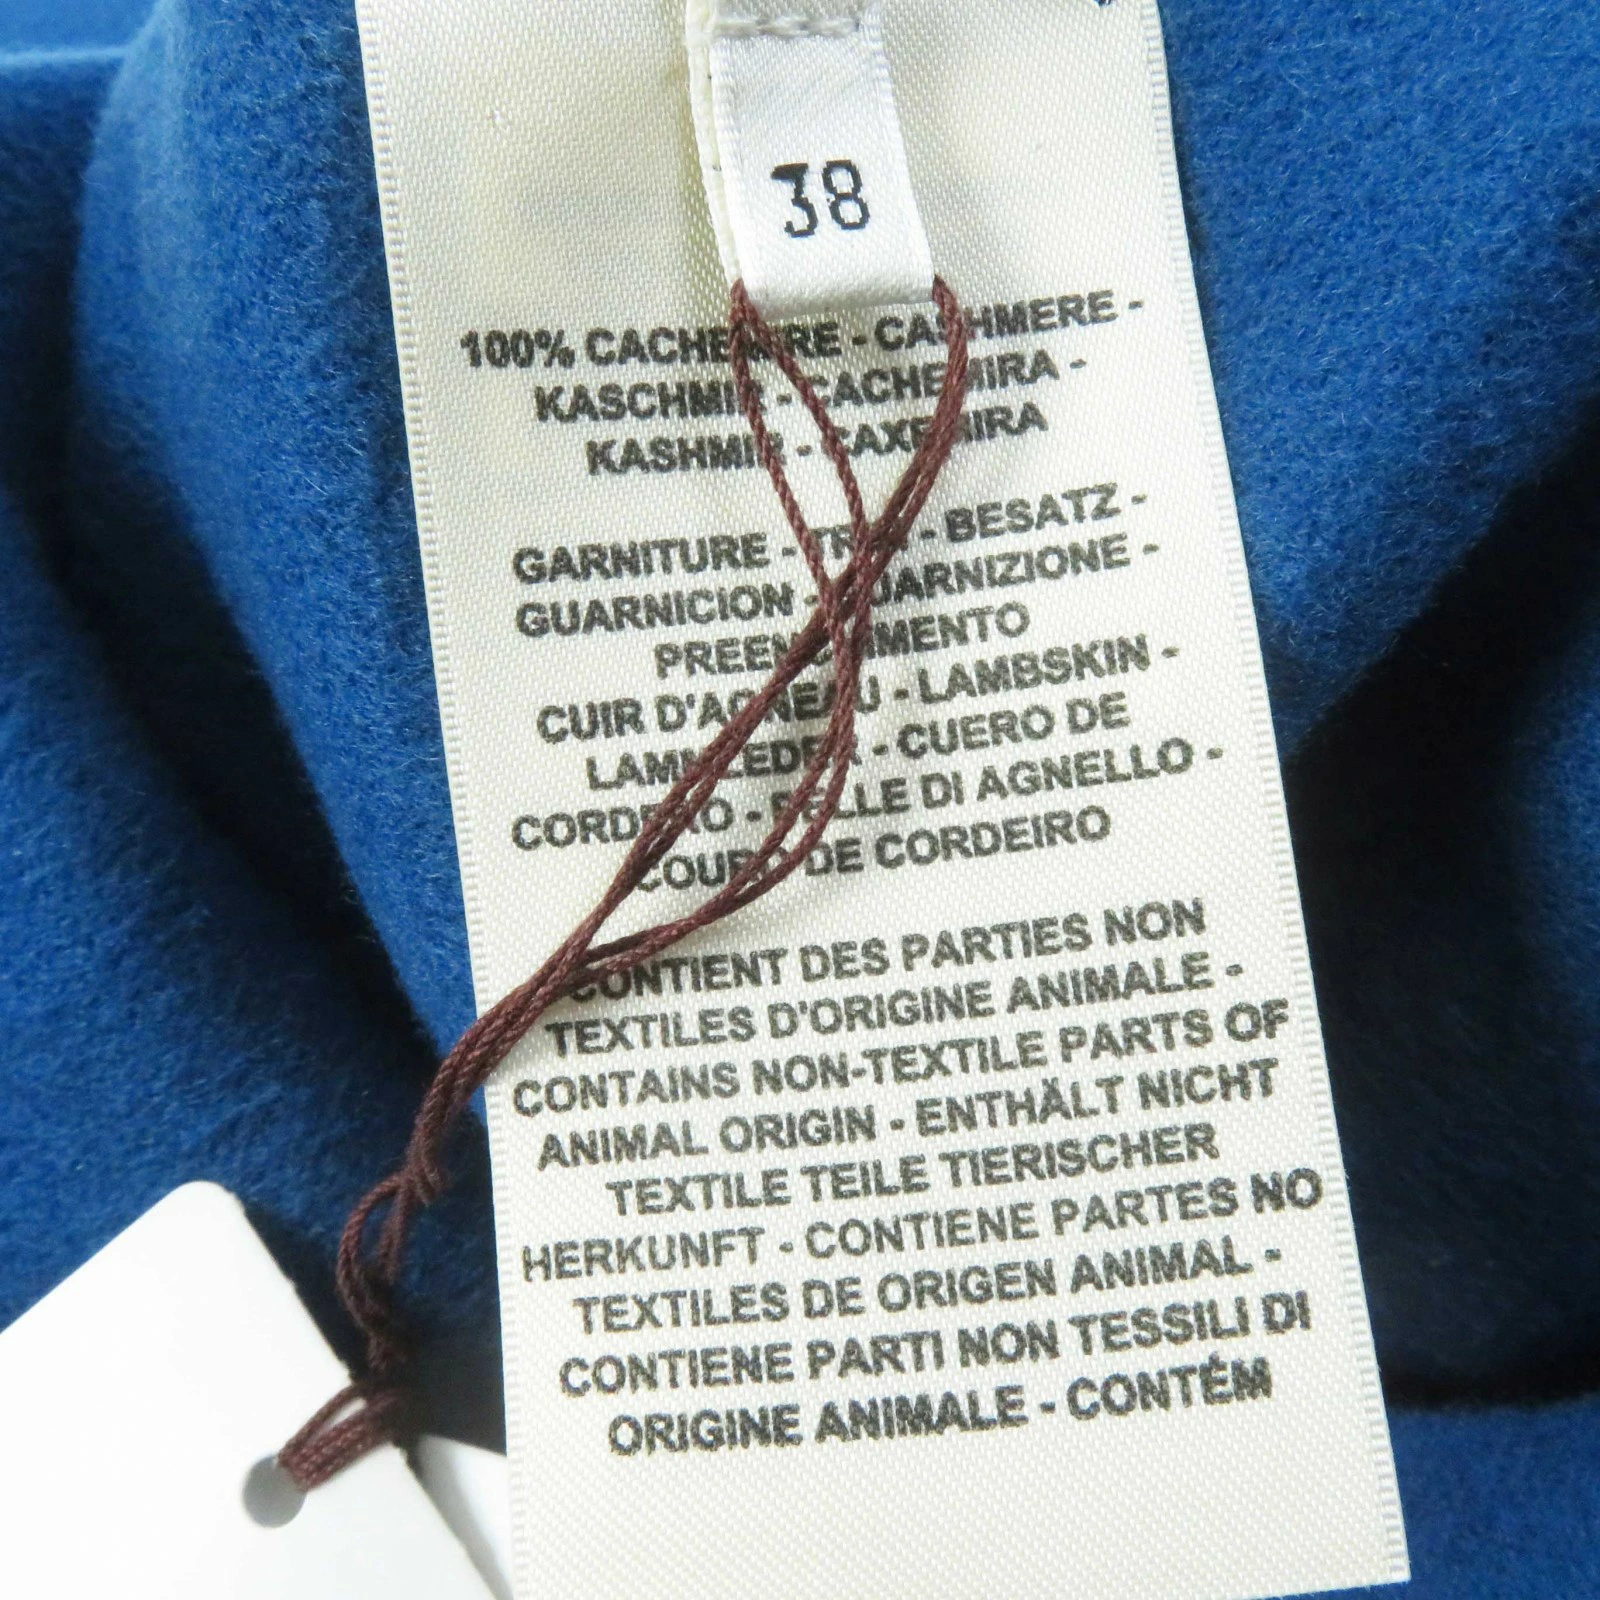 38
100% CACHEMIRE - CASHMERE -
KASCHMIR - CACHEMIRA -
KASHMIR - CAXEMIRA
GARNITURE - TRIM - BESATZ -
GUARNICION - GUARNIZIONE -
PREENCHIMENTO
CUIR D'AGNEAU - LAMBSKIN -
LAMMLEDER - CUERO DE
CORDERO - PELLE DI AGNELLO -
COURO DE CORDEIRO
CONTIENT DES PARTIES NON
TEXTILES D'ORIGINE ANIMALE -
CONTAINS NON-TEXTILE PARTS OF
ANIMAL ORIGIN - ENTHÄLT NICHT
TEXTILE TEILE TIERISCHER
HERKUNFT - CONTIENE PARTES NO
TEXTILES DE ORIGEN ANIMAL -
CONTIENE PARTI NON TESSILI DI
ORIGINE ANIMALE - CONTÉM